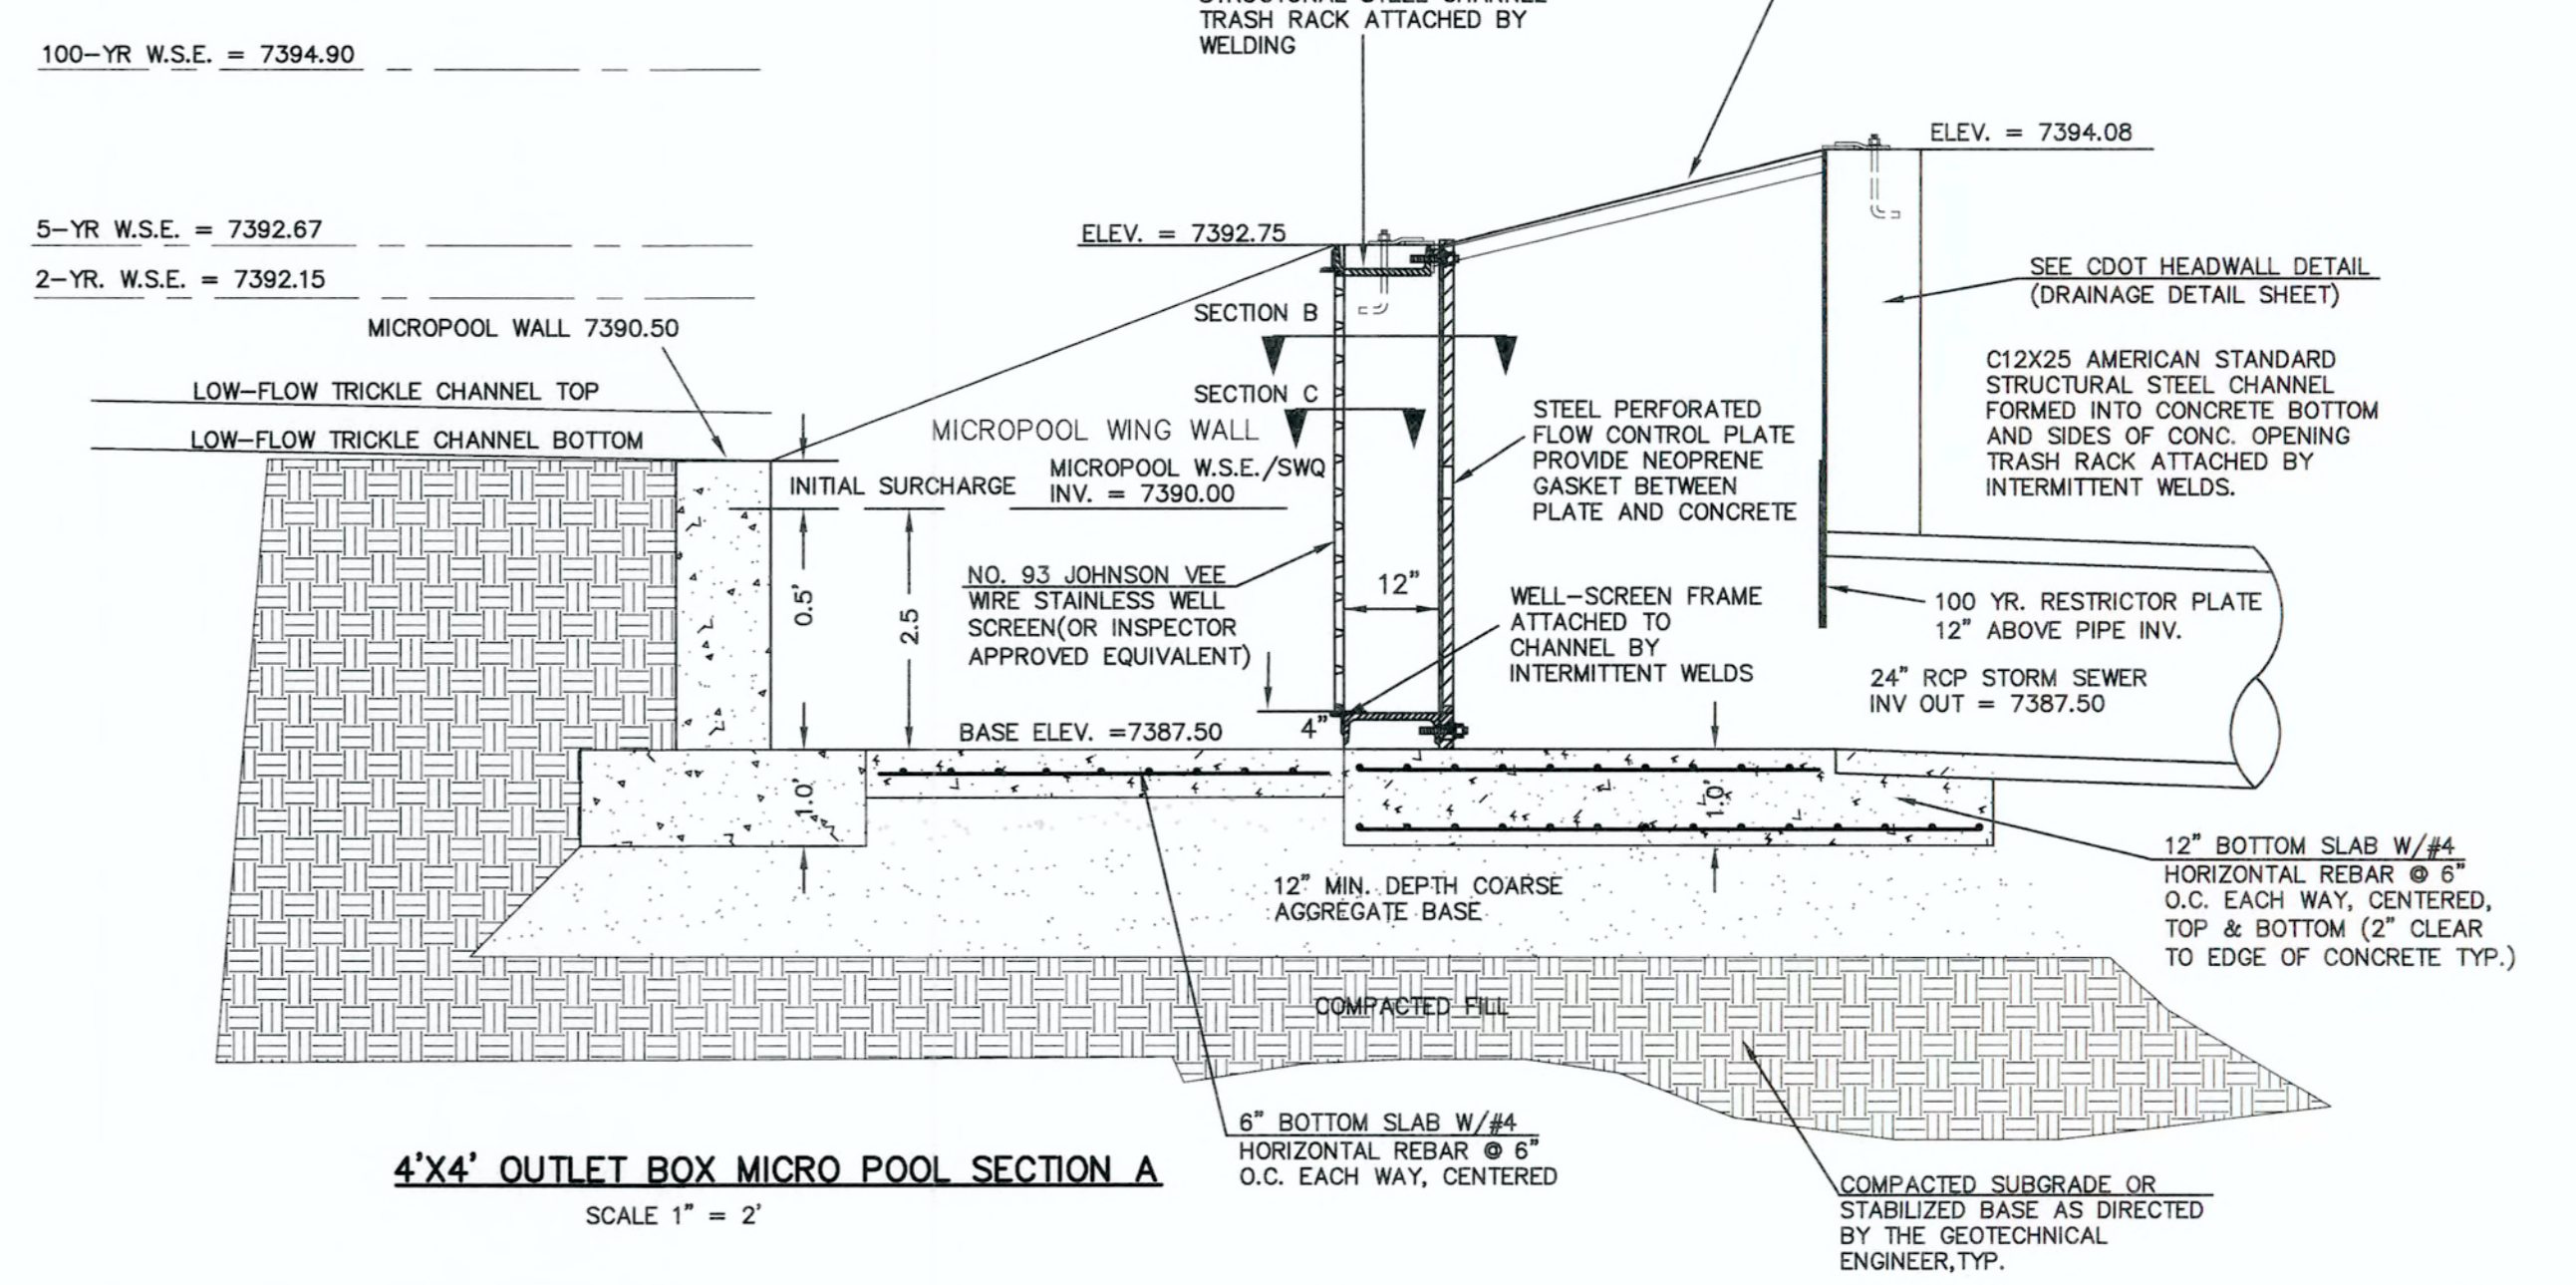 TRASH RACK ATTACHED BY
WELDING
100-YR W.S.E. = 7394.90
ELEV. = 7394.08
5-YR W.S.E. = 7392.67
ELEV. = 7392.75
2-YR. W.S.E. = 7392.15
SEE CDOT HEADWALL DETAIL
(DRAINAGE DETAIL SHEET)
MICROPOOL WALL 7390.50
SECTION B
C12X25 AMERICAN STANDARD
STRUCTURAL STEEL CHANNEL
FORMED INTO CONCRETE BOTTOM
AND SIDES OF CONC. OPENING
TRASH RACK ATTACHED BY
INTERMITTENT WELDS.
LOW-FLOW TRICKLE CHANNEL TOP
SECTION C
LOW-FLOW TRICKLE CHANNEL BOTTOM
MICROPOOL WING WALL
STEEL PERFORATED
FLOW CONTROL PLATE
PROVIDE NEOPRENE
GASKET BETWEEN
PLATE AND CONCRETE
MICROPOOL W.S.E./SWQ
INV. = 7390.00
INITIAL SURCHARGE
0.5'
2.5
NO. 93 JOHNSON VEE
WIRE STAINLESS WELL
SCREEN(OR INSPECTOR
APPROVED EQUIVALENT)
12"
WELL-SCREEN FRAME
ATTACHED TO
CHANNEL BY
INTERMITTENT WELDS
100 YR. RESTRICTOR PLATE
12" ABOVE PIPE INV.
24" RCP STORM SEWER
INV OUT = 7387.50
BASE ELEV. =7387.50
4"
1.0'
1.0'
12" BOTTOM SLAB W/#4
HORIZONTAL REBAR @ 6"
O.C. EACH WAY, CENTERED,
TOP & BOTTOM (2" CLEAR
TO EDGE OF CONCRETE TYP.)
12" MIN. DEPTH COARSE
AGGREGATE BASE
COMPACTED FILL
6" BOTTOM SLAB W/#4
HORIZONTAL REBAR @ 6"
O.C. EACH WAY, CENTERED
4'X4' OUTLET BOX MICRO POOL SECTION A
SCALE 1" = 2'
COMPACTED SUBGRADE OR
STABILIZED BASE AS DIRECTED
BY THE GEOTECHNICAL
ENGINEER,TYP.